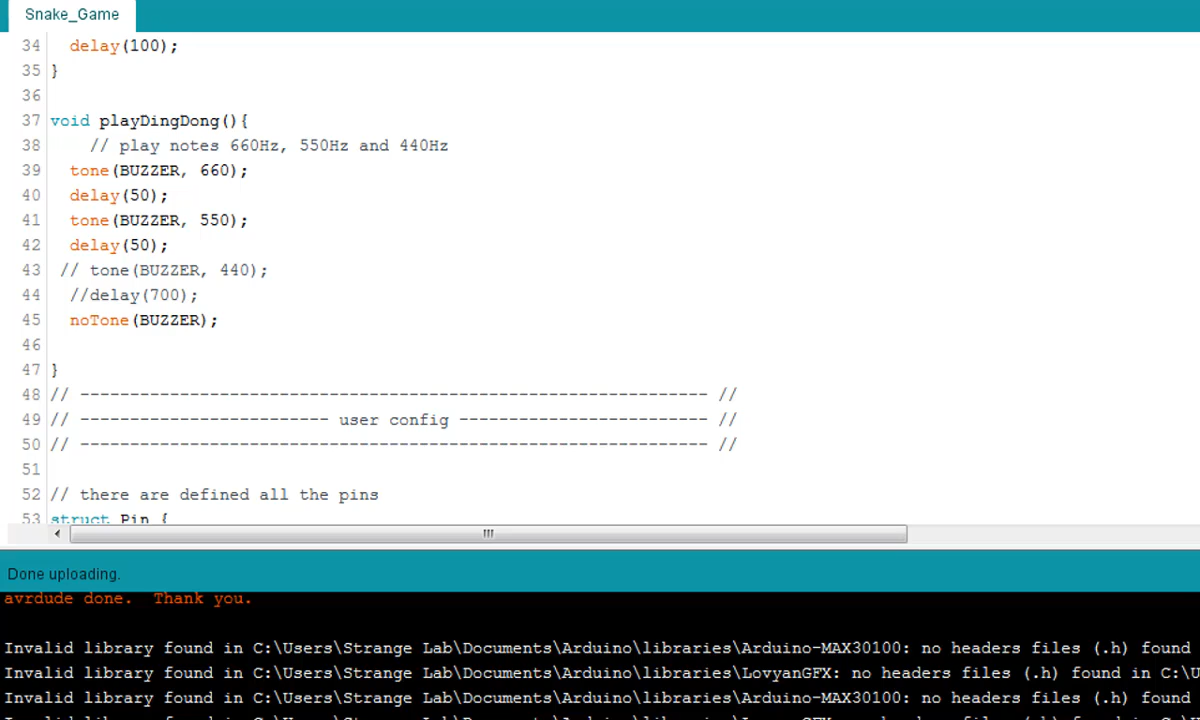 Snake_Game
34 delay(100);
35 }
36
37 void playDingDong(){
38 // play notes 660Hz, 550Hz and 440Hz
39 tone(BUZZER, 660);
40 delay(50);
41 tone(BUZZER, 550);
42 delay(50);
43 // tone(BUZZER, 440);
44 //delay(700);
45 noTone(BUZZER);
46
47 }
48 // --------------------------------------------------------------- //
49 // ------------------------- user config ------------------------- //
50 // --------------------------------------------------------------- //
51
52 // there are defined all the pins
53 struct Pin {
Done uploading.
avrdude done.  Thank you.
Invalid library found in C:\Users\Strange Lab\Documents\Arduino\libraries\Arduino-MAX30100: no headers files (.h) found
Invalid library found in C:\Users\Strange Lab\Documents\Arduino\libraries\LovyanGFX: no headers files (.h) found in C:\U
Invalid library found in C:\Users\Strange Lab\Documents\Arduino\libraries\Arduino-MAX30100: no headers files (.h) found